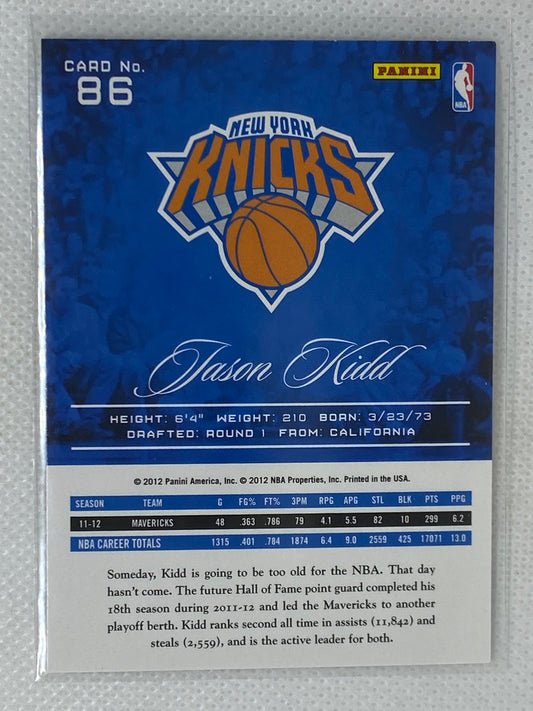 CARD No.
86
PANINI
NBA
NEW YORK
KNICKS
Jason Kidd
HEIGHT: 6'4" WEIGHT: 210 BORN: 3/23/73
DRAFTED: ROUND 1 FROM: CALIFORNIA
© 2012 Panini America, Inc. © 2012 NBA Properties, Inc. Printed in the USA.
SEASON TEAM G FG% FT% 3PM RPG APG STL BLK PTS PPG
11-12 MAVERICKS 48 .363 .786 79 4.1 5.5 82 10 299 6.2
NBA CAREER TOTALS 1315 .401 .784 1874 6.4 9.0 2559 425 17071 13.0
Someday, Kidd is going to be too old for the NBA. That day
hasn't come. The future Hall of Fame point guard completed his
18th season during 2011-12 and led the Mavericks to another
playoff berth. Kidd ranks second all time in assists (11,842) and
steals (2,559), and is the active leader for both.